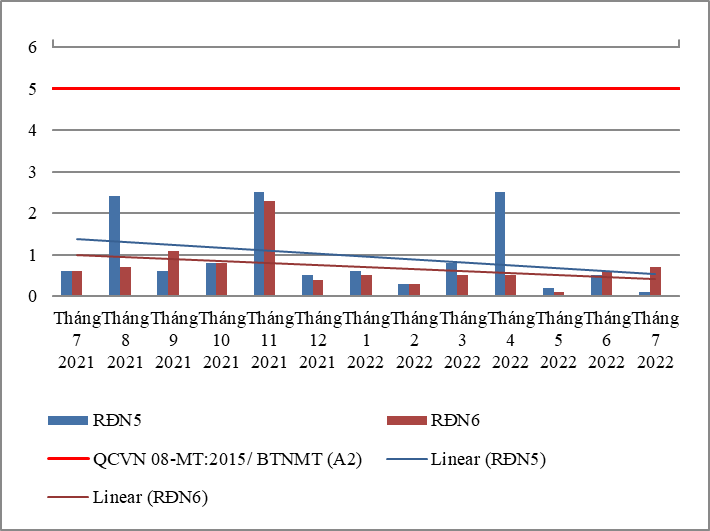 6
5
4
3
2
1
0
Tháng Tháng Tháng Tháng Tháng Tháng Tháng Tháng Tháng Tháng Tháng Tháng Tháng
7 8 9 10 11 12 1 2 3 4 5 6 7
2021 2021 2021 2021 2021 2021 2022 2022 2022 2022 2022 2022 2022
RĐN5 RĐN6
QCVN 08-MT:2015/ BTNMT (A2) Linear (RĐN5)
Linear (RĐN6)